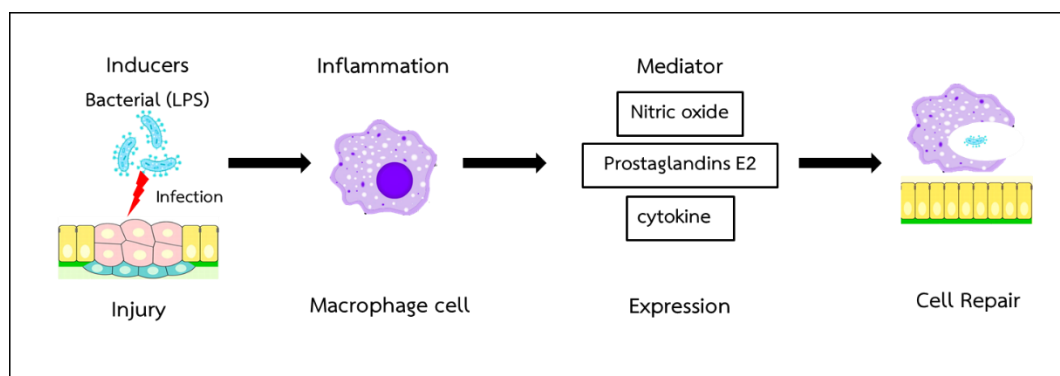 Inducers
Bacterial (LPS)
Infection
Injury
Inflammation
Macrophage cell
Mediator
Nitric oxide
Prostaglandins E2
cytokine
Expression
Cell Repair